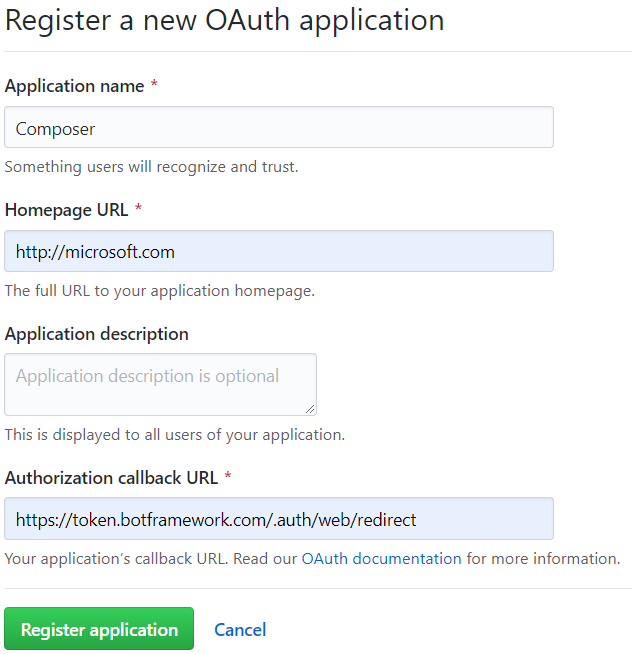 Register a new OAuth application
Application name *
Composer
Something users will recognize and trust.
Homepage URL *
http://microsoft.com
The full URL to your application homepage.
Application description
Application description is optional
This is displayed to all users of your application.
Authorization callback URL *
https://token.botframework.com/.auth/web/redirect
Your application’s callback URL. Read our OAuth documentation for more information.
Register application Cancel